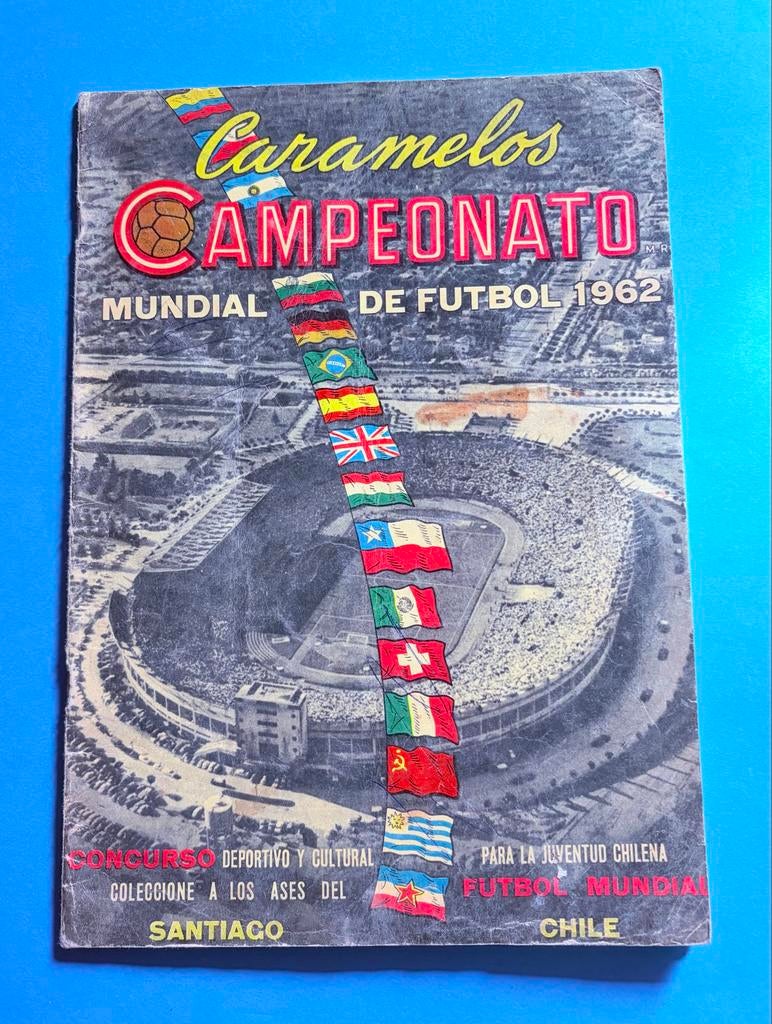 Caramelos
CAMPEONATO M.R.
MUNDIAL DE FUTBOL 1962
CONCURSO DEPORTIVO Y CULTURAL PARA LA JUVENTUD CHILENA
COLECCIONE A LOS ASES DEL FUTBOL MUNDIAL
SANTIAGO CHILE